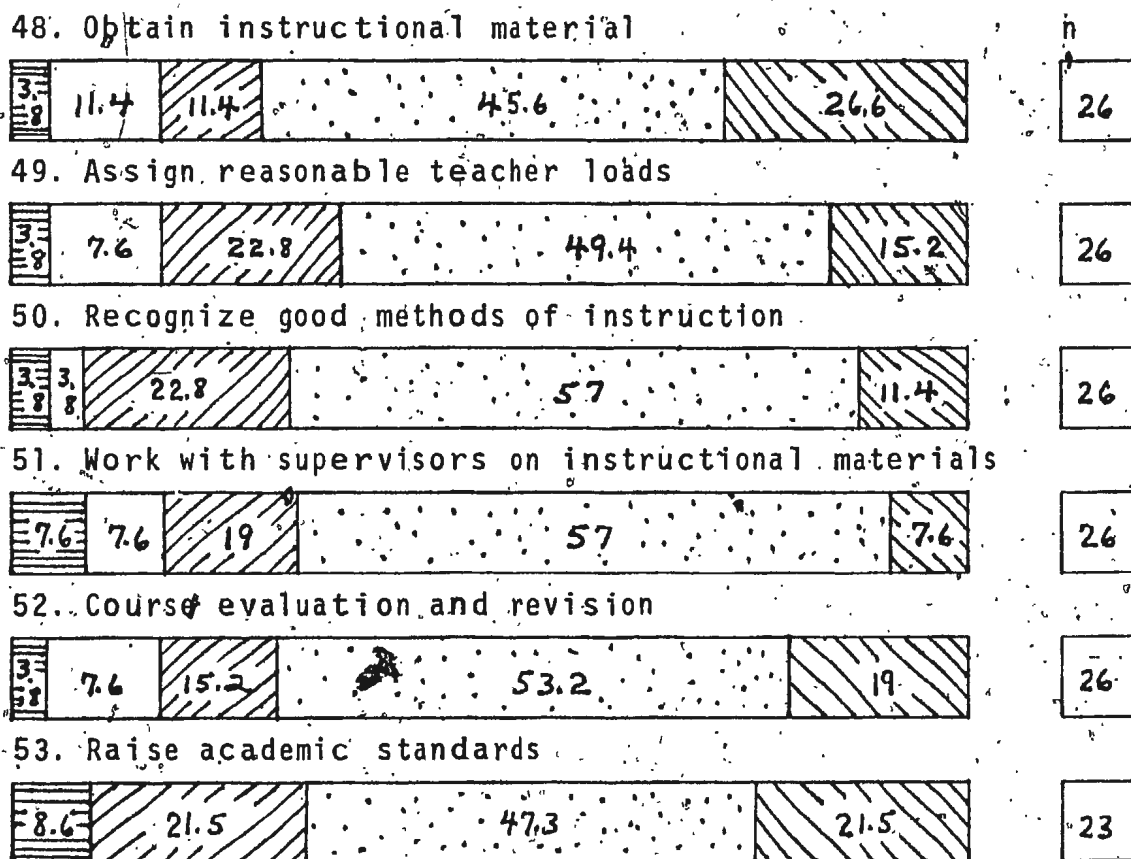 48. Obtain instructional material n
3.8 11.4 11.4 45.6 26.6 26
49. Assign reasonable teacher loads
3.8 7.6 22.8 49.4 15.2 26
50. Recognize good methods of instruction
3.8 3.8 22.8 57 11.4 26
51. Work with supervisors on instructional materials
7.6 7.6 19 57 7.6 26
52. Course evaluation and revision
3.8 7.6 15.2 53.2 19 26
53. Raise academic standards
8.6 21.5 47.3 21.5 23